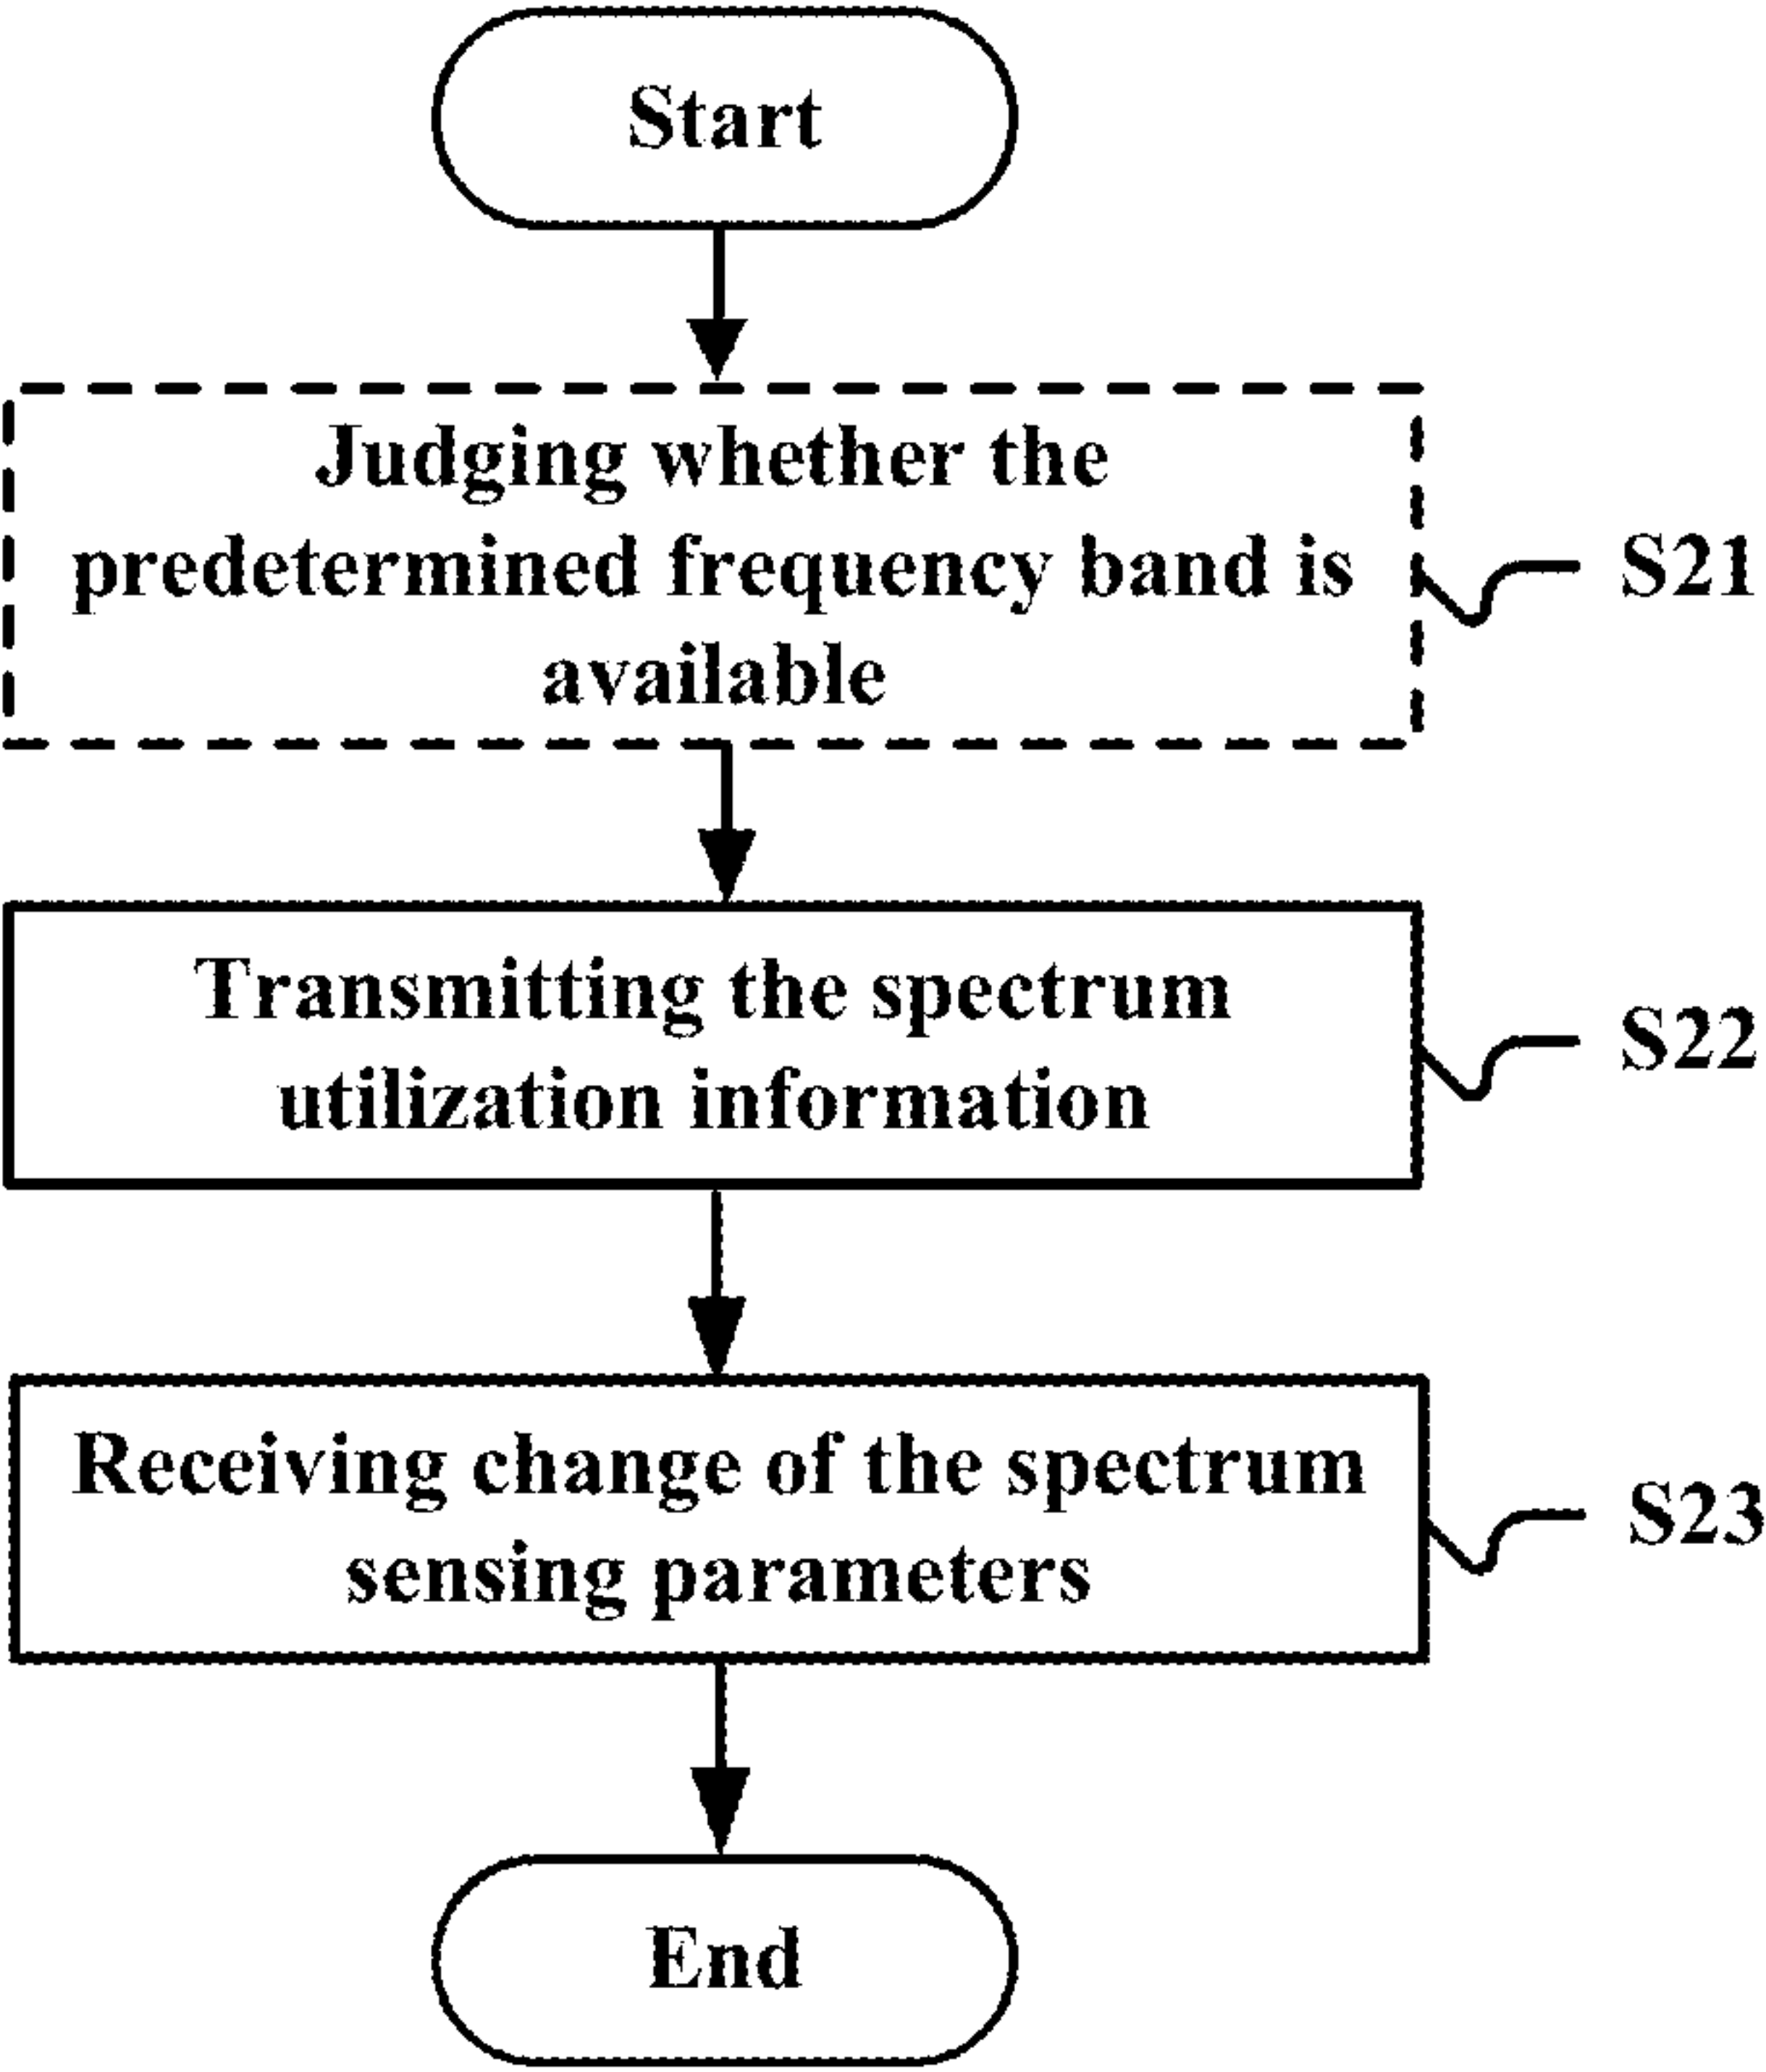 Start
Judging whether the
predetermined frequency band is
available
S21
Transmitting the spectrum
utilization information
S22
Receiving change of the spectrum
sensing parameters
S23
End